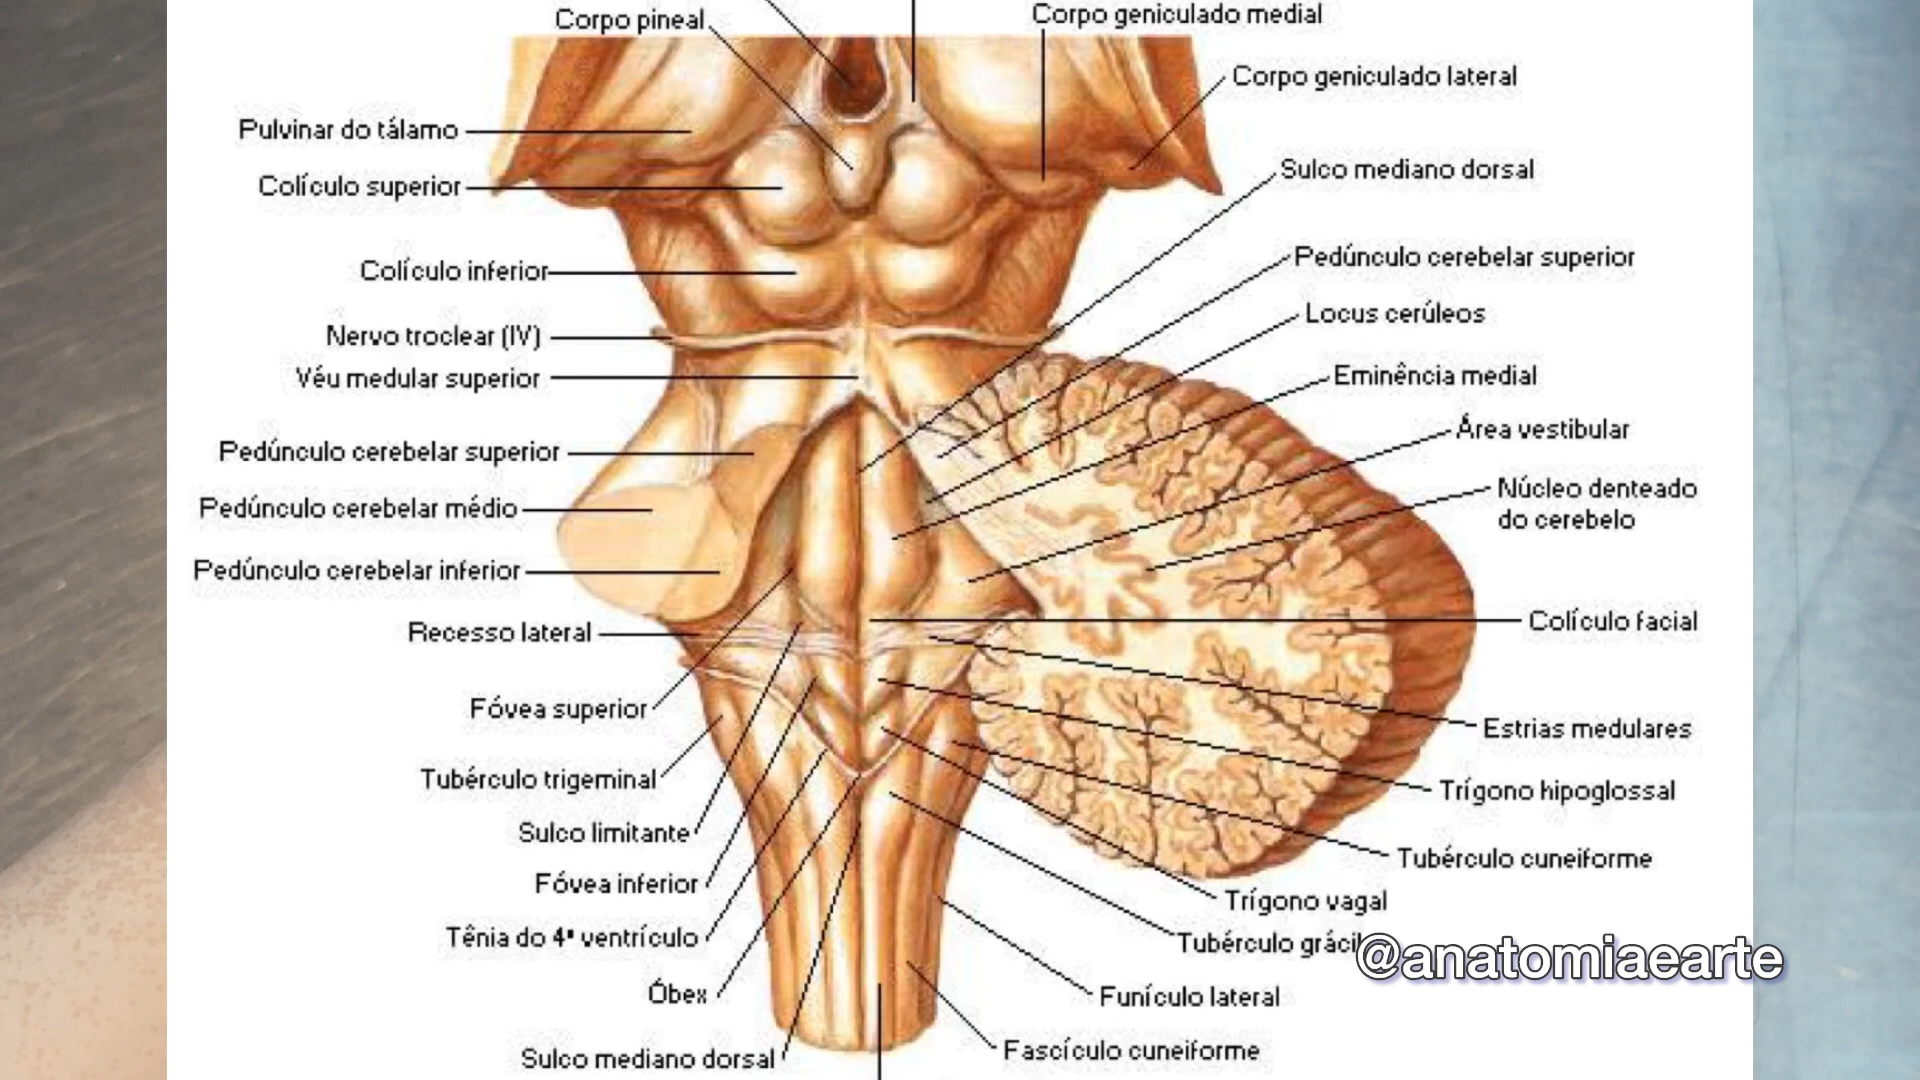 Corpo pineal
Corpo geniculado medial
Corpo geniculado lateral
Pulvinar do tálamo
Colículo superior
Sulco mediano dorsal
Colículo inferior
Pedúnculo cerebelar superior
Nervo troclear (IV)
Locus cerúleos
Véu medular superior
Eminência medial
Pedúnculo cerebelar superior
Área vestibular
Pedúnculo cerebelar médio
Núcleo denteado
do cerebelo
Pedúnculo cerebelar inferior
Recesso lateral
Colículo facial
Fóvea superior
Estrias medulares
Tubérculo trigeminal
Trígono hipoglossal
Sulco limitante
Tubérculo cuneiforme
Fóvea inferior
Trígono vagal
Tênia do 4º ventrículo
Tubérculo grácil
@anatomiaearte
Óbex
Funículo lateral
Sulco mediano dorsal
Fascículo cuneiforme